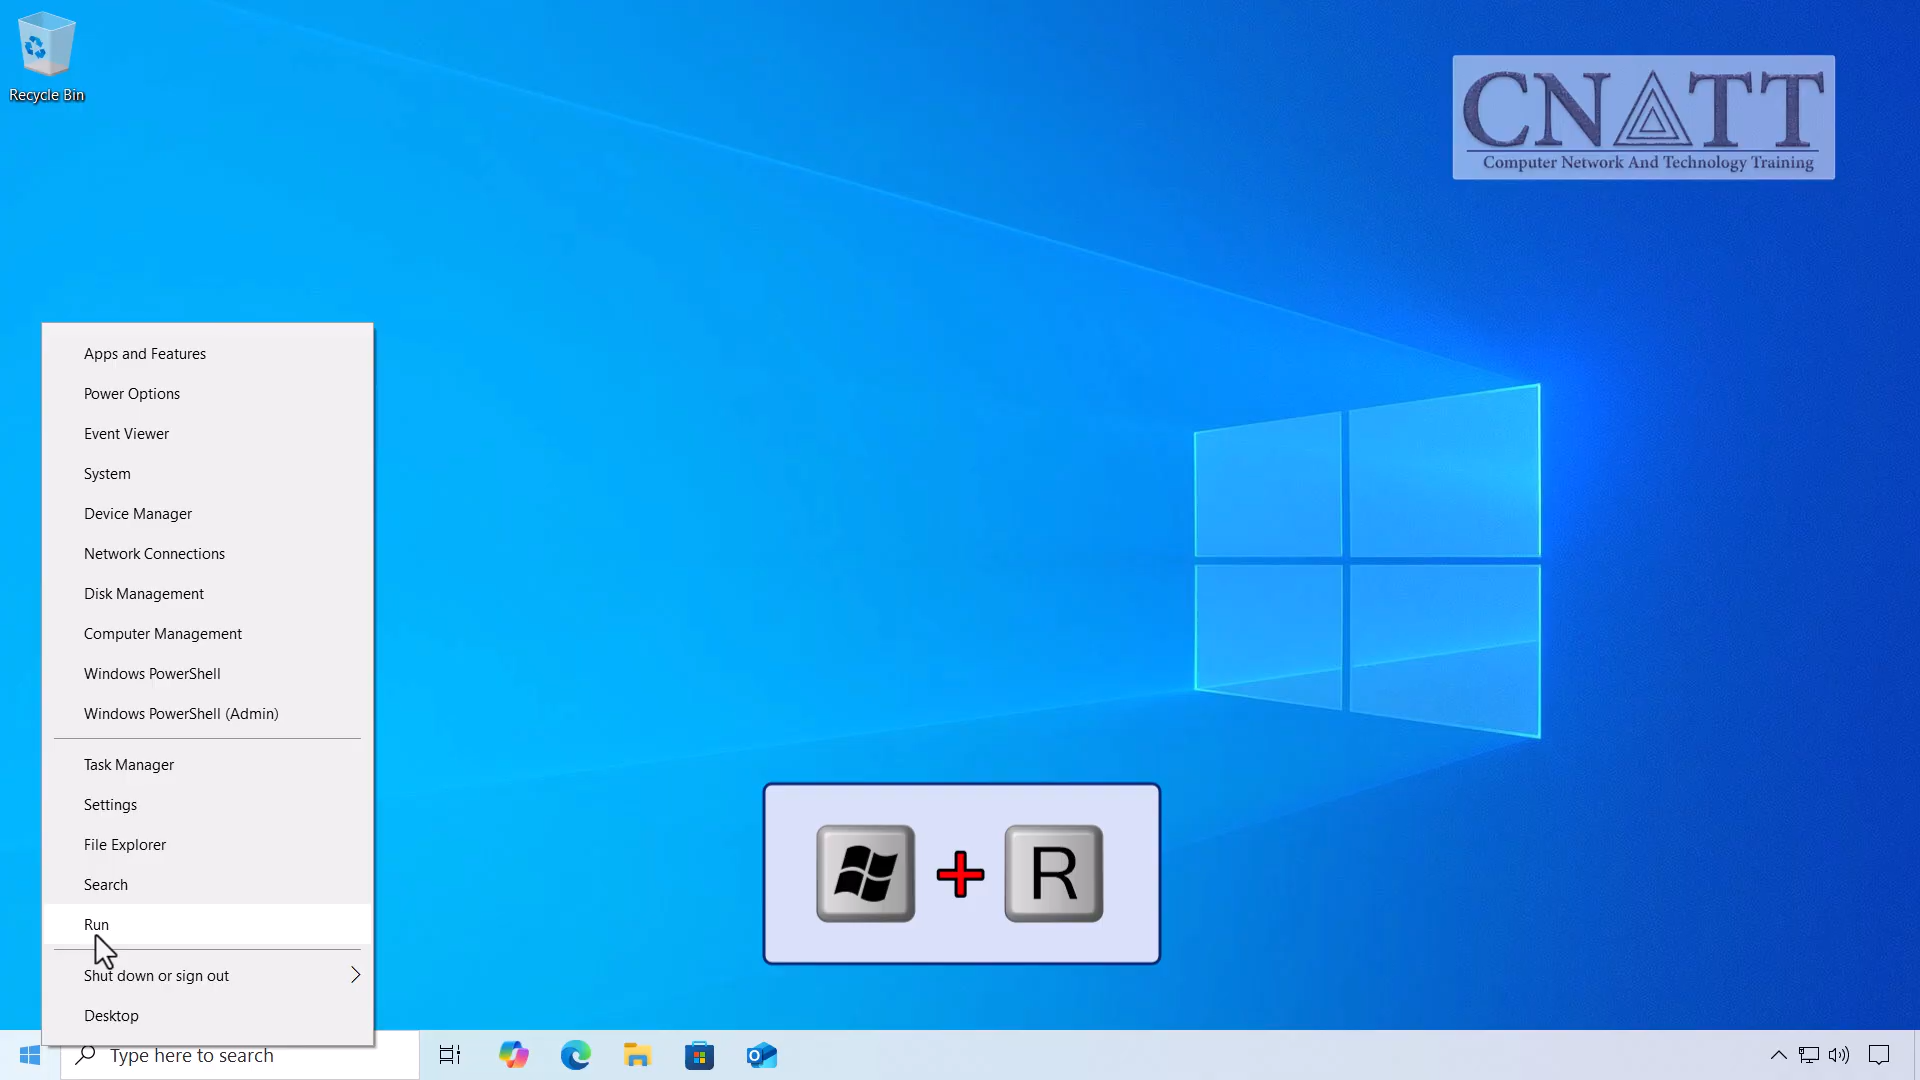 Recycle Bin
CNATT
Computer Network And Technology Training
Apps and Features
Power Options
Event Viewer
System
Device Manager
Network Connections
Disk Management
Computer Management
Windows PowerShell
Windows PowerShell (Admin)
Task Manager
Settings
File Explorer
Search
Run
Shut down or sign out
Desktop
R
Type here to search